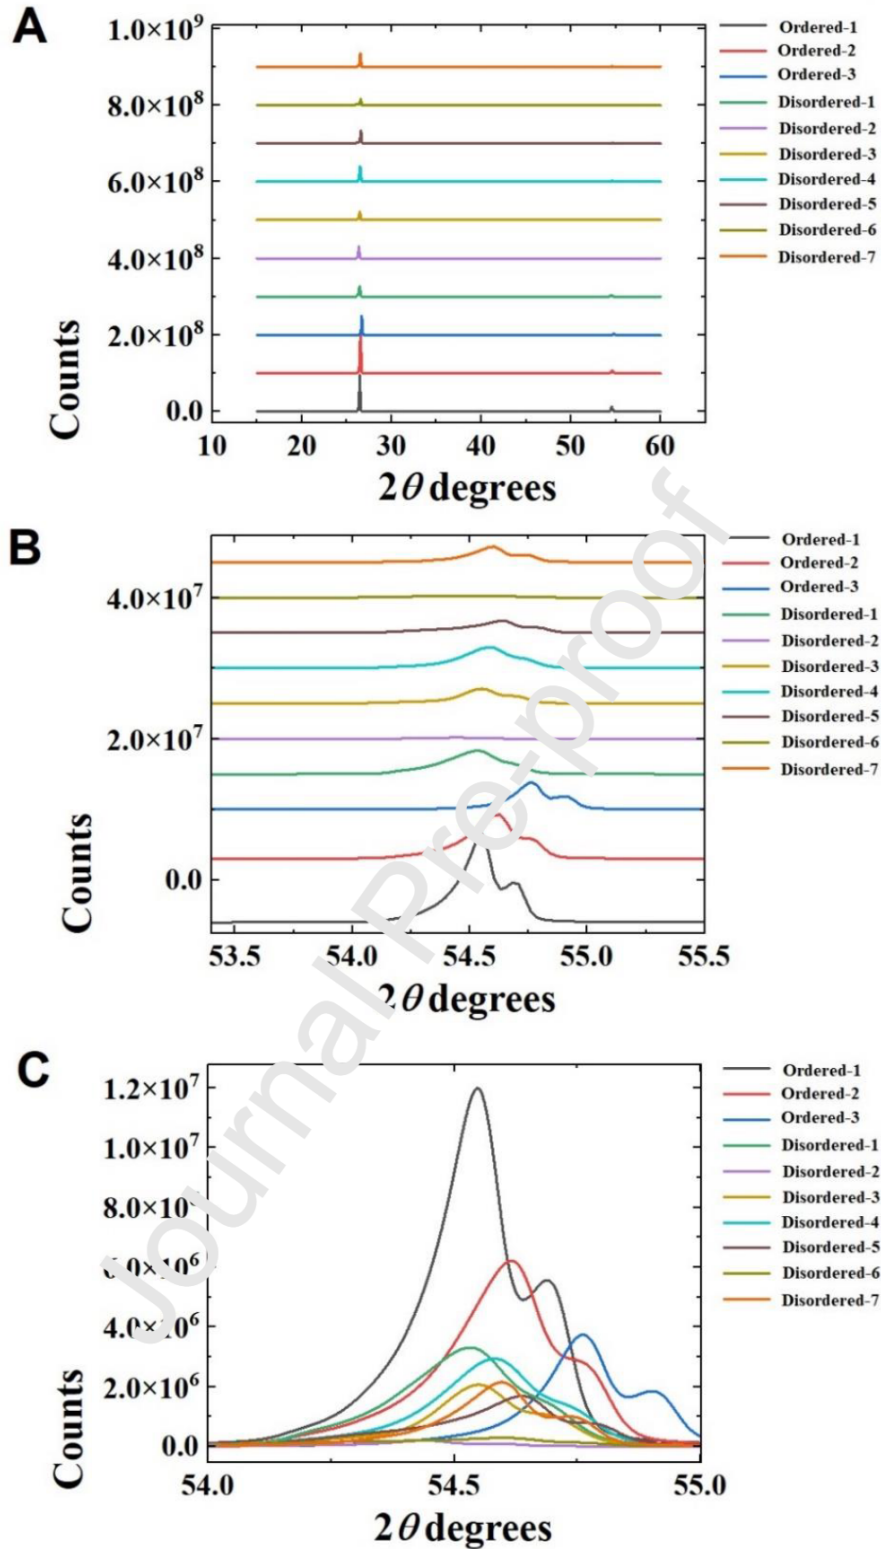 A
1.0×10⁹
8.0×10⁸
6.0×10⁸
4.0×10⁸
2.0×10⁸
0.0
Counts
10 20 30 40 50 60
2θ degrees
Ordered-1
Ordered-2
Ordered-3
Disordered-1
Disordered-2
Disordered-3
Disordered-4
Disordered-5
Disordered-6
Disordered-7
B
4.0×10⁷
2.0×10⁷
0.0
Counts
53.5 54.0 54.5 55.0 55.5
2θ degrees
Ordered-1
Ordered-2
Ordered-3
Disordered-1
Disordered-2
Disordered-3
Disordered-4
Disordered-5
Disordered-6
Disordered-7
C
1.2×10⁷
1.0×10⁷
8.0×10⁶
6.0×10⁶
4.0×10⁶
2.0×10⁶
0.0
Counts
54.0 54.5 55.0
2θ degrees
Ordered-1
Ordered-2
Ordered-3
Disordered-1
Disordered-2
Disordered-3
Disordered-4
Disordered-5
Disordered-6
Disordered-7
Journal Pre-proof